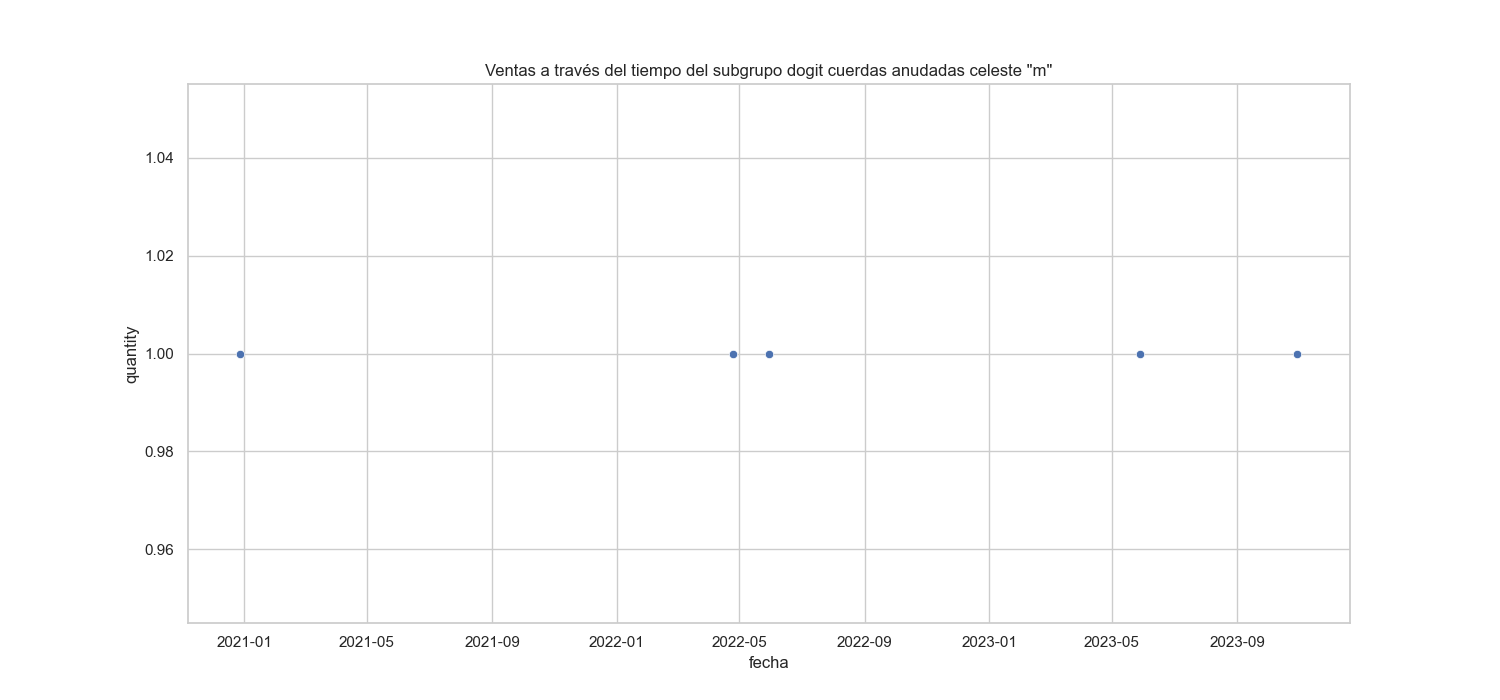 Ventas a través del tiempo del subgrupo dogit cuerdas anudadas celeste "m"
1.04
1.02
1.00
0.98
0.96
quantity
2021-01 2021-05 2021-09 2022-01 2022-05 2022-09 2023-01 2023-05 2023-09
fecha